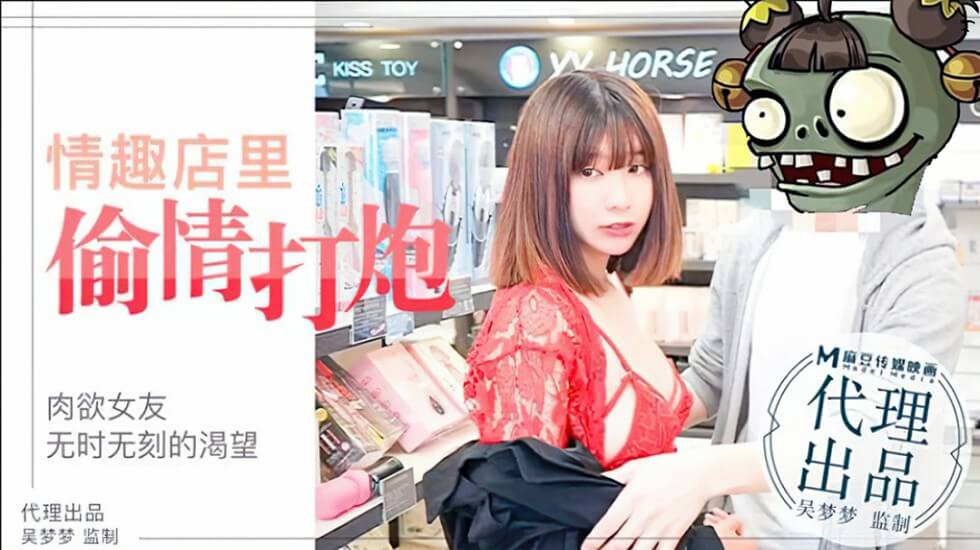 KISS TOY
YY HORSE
情趣店里
偷情打炮
肉欲女友
无时无刻的渴望
代理出品
吴梦梦 监制
麻豆传媒映画
Model Media
代理
出品
吴梦梦 监制